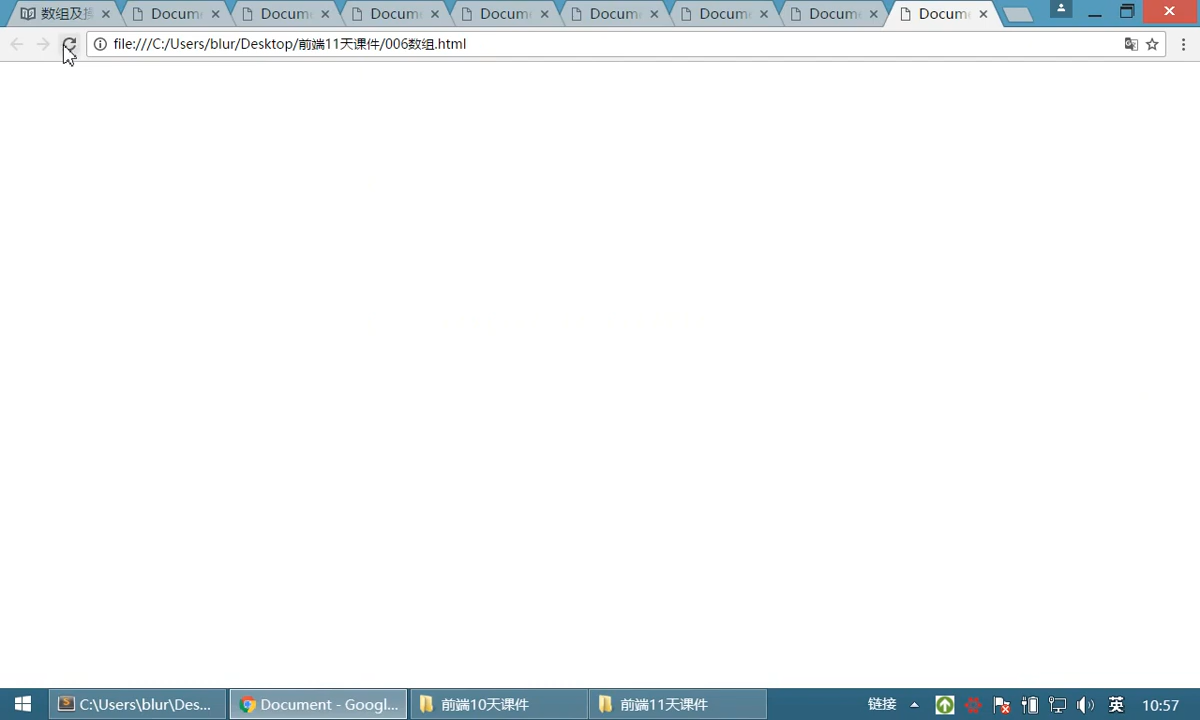 数组及 Docum Docum Docum Docum Docum Docum Docum Docum
file:///C:/Users/blur/Desktop/前端11天课件/006数组.html
C:\Users\blur\Des... Document - Googl... 前端10天课件 前端11天课件 链接 英 10:57